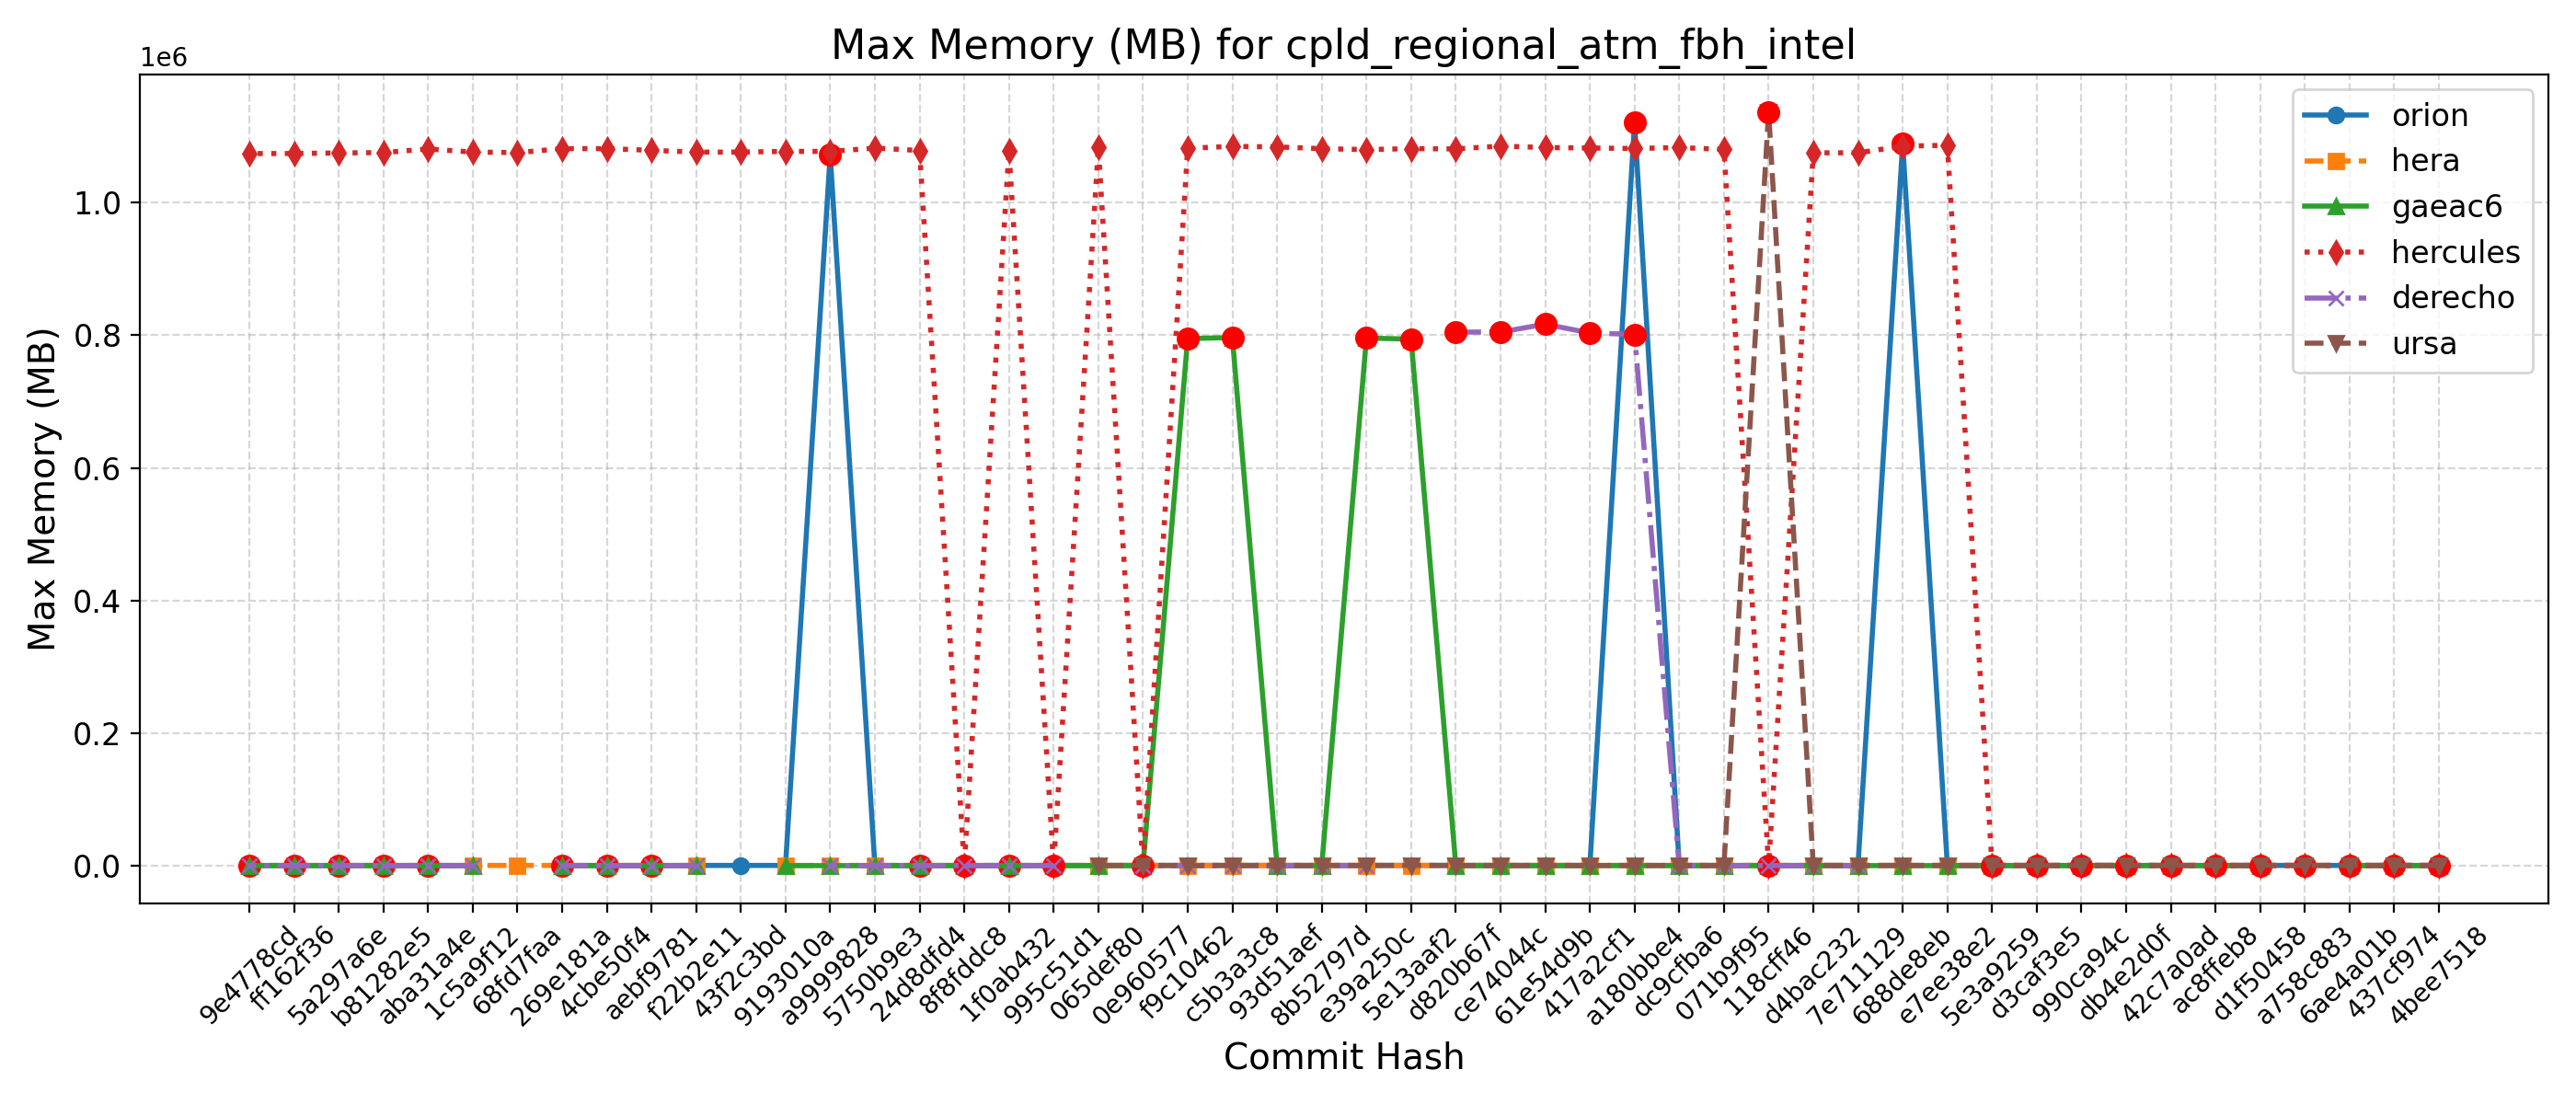 Max Memory (MB) for cpld_regional_atm_fbh_intel
1e6
1.0
0.8
0.6
0.4
0.2
0.0
Max Memory (MB)
orion
hera
gaeac6
hercules
derecho
ursa
9e4778cd
ff162f36
5a297a6e
b81282e5
aba31a4e
1c5a9f12
68fd7faa
269e181a
4cbe50f4
aebf9781
f22b2e11
43f2c3bd
9193010a
a9999828
5750b9e3
24d8dfd4
8f8fddc8
1f0ab432
995c51d1
065def80
0e960577
f9c10462
c5b3a3c8
93d51aef
8b52797d
e39a250c
5e13aaf2
d820b67f
ce74044c
61e54d9b
417a2cf1
a180bbe4
dc9cfba6
071b9f95
118cff46
d4bac232
7e711129
688de8eb
e7ee38e2
5e3a9259
d3caf3e5
990ca94c
db4e2d0f
42c7a0ad
ac8ffeb8
d1f50458
a758c883
6ae4a01b
437cf974
4bee7518
Commit Hash